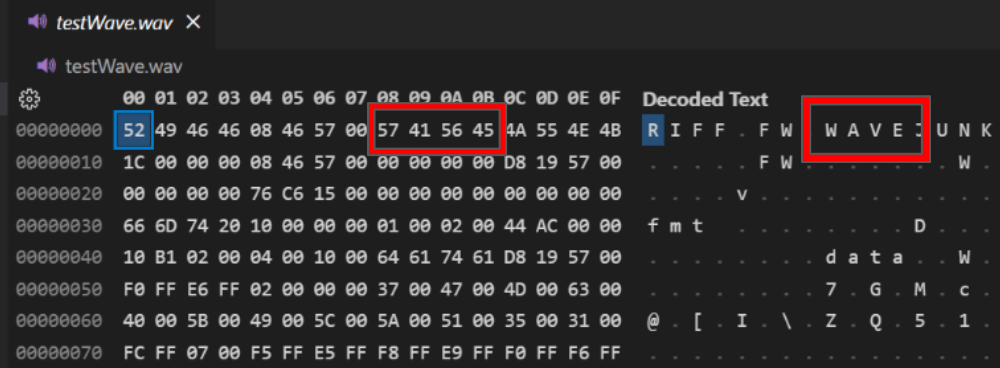 testWave.wav ×
testWave.wav
00 01 02 03 04 05 06 07 08 09 0A 0B 0C 0D 0E 0F Decoded Text
00000000 52 49 46 46 08 46 57 00 57 41 56 45 4A 55 4E 4B R I F F . F W . W A V E J U N K
00000010 1C 00 00 00 08 46 57 00 00 00 00 00 D8 19 57 00 . . . . . F W . . . . . . . W .
00000020 00 00 00 00 76 C6 15 00 00 00 00 00 00 00 00 00 . . . . v . . . . . . . . . . .
00000030 66 6D 74 20 10 00 00 00 01 00 02 00 44 AC 00 00 f m t . . . . . . . . D . . .
00000040 10 B1 02 00 04 00 10 00 64 61 74 61 D8 19 57 00 . . . . . . . . d a t a . . W .
00000050 F0 FF E6 FF 02 00 00 00 37 00 47 00 4D 00 63 00 . . . . . . . . 7 . G . M . c .
00000060 40 00 5B 00 49 00 5C 00 5A 00 51 00 35 00 31 00 @ . [ . I . \ . Z . Q . 5 . 1 .
00000070 FC FF 07 00 F5 FF E5 FF F8 FF E9 FF F0 FF F6 FF . . . . . . . . . . . . . . . .